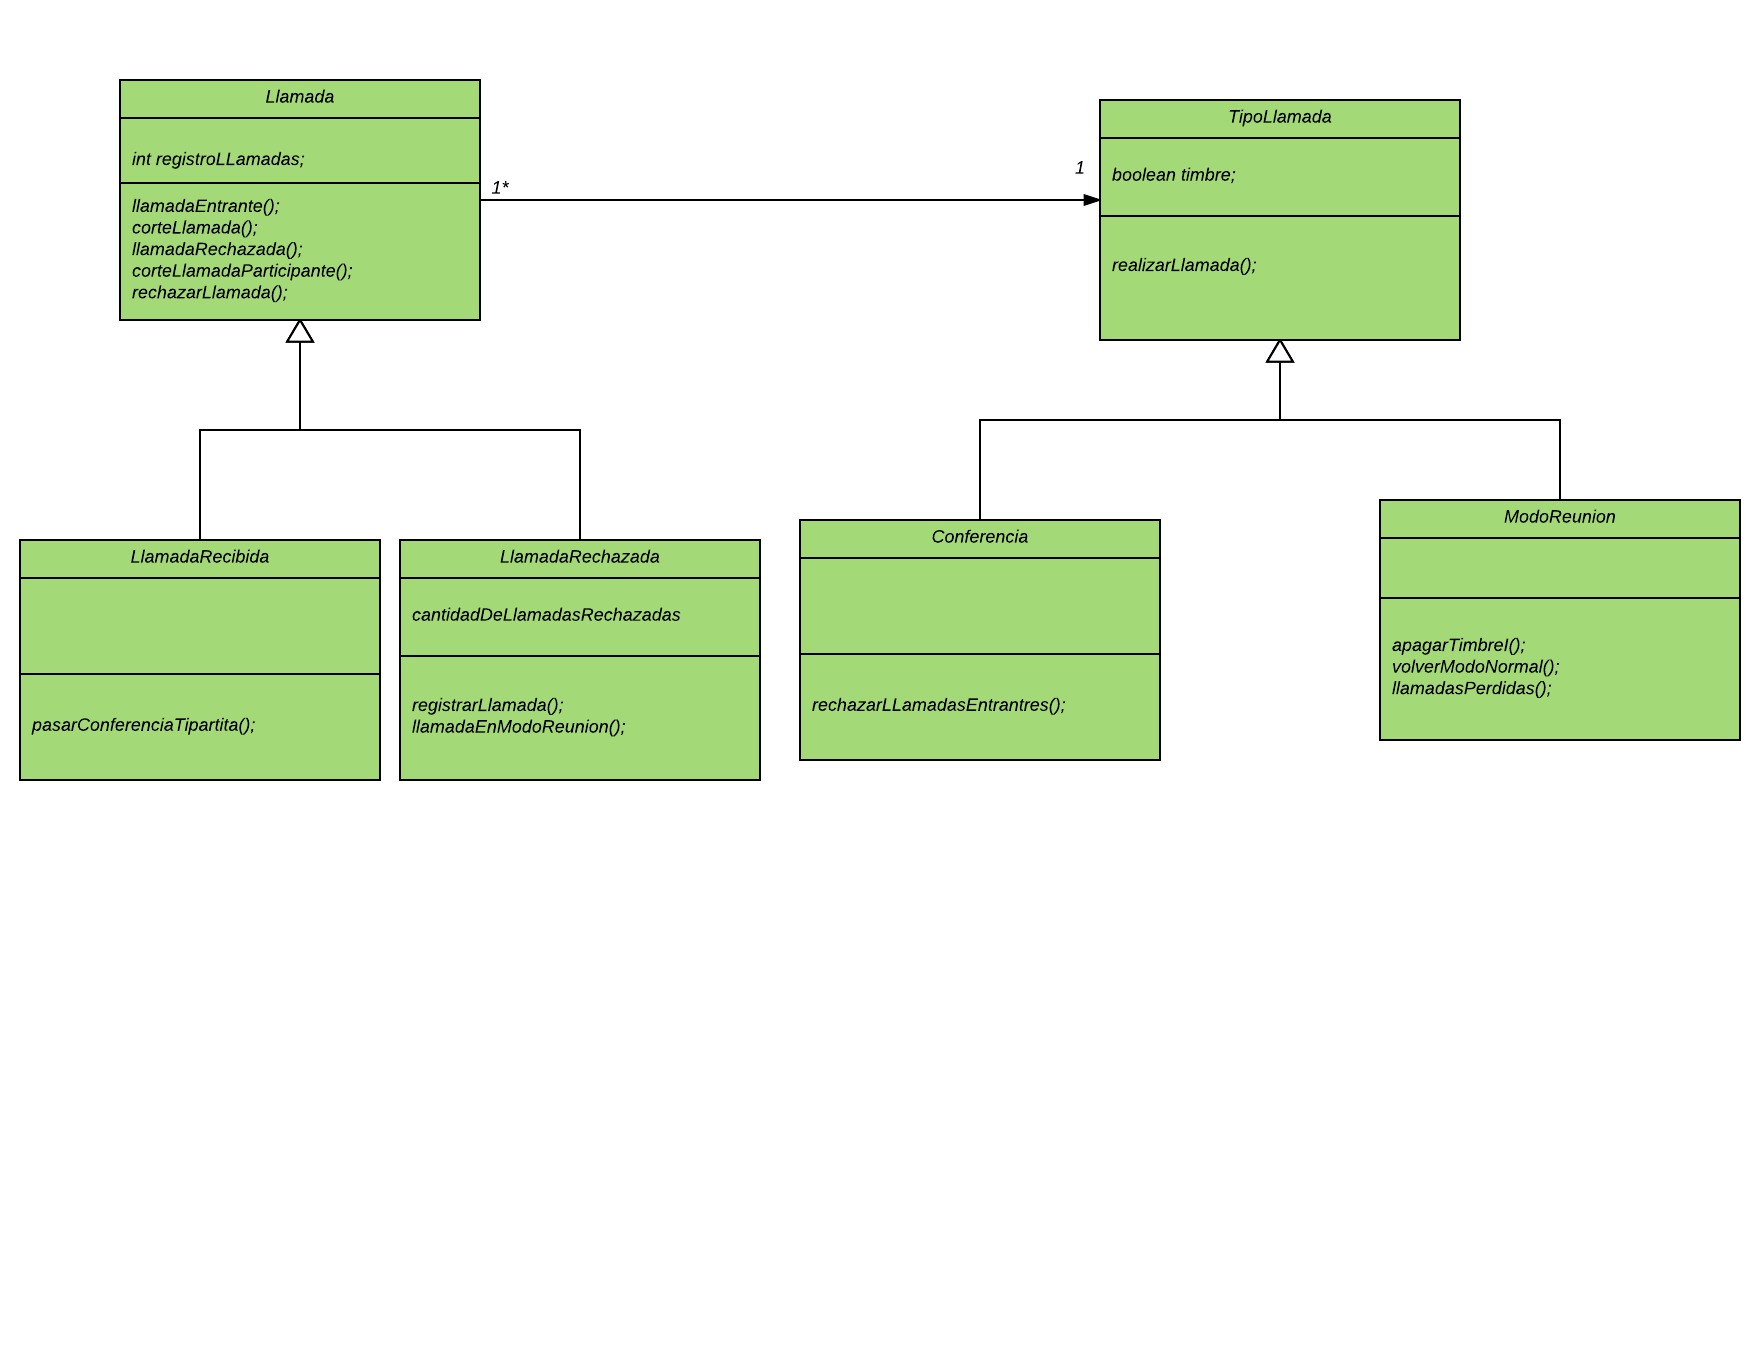 Llamada
int registroLLamadas;
llamadaEntrante();
corteLlamada();
llamadaRechazada();
corteLlamadaParticipante();
rechazarLlamada();
1*
1
TipoLlamada
boolean timbre;
realizarLlamada();
LlamadaRecibida
pasarConferenciaTipartita();
LlamadaRechazada
cantidadDeLlamadasRechazadas
registrarLlamada();
llamadaEnModoReunion();
Conferencia
rechazarLLamadasEntrantres();
ModoReunion
apagarTimbreI();
volverModoNormal();
llamadasPerdidas();